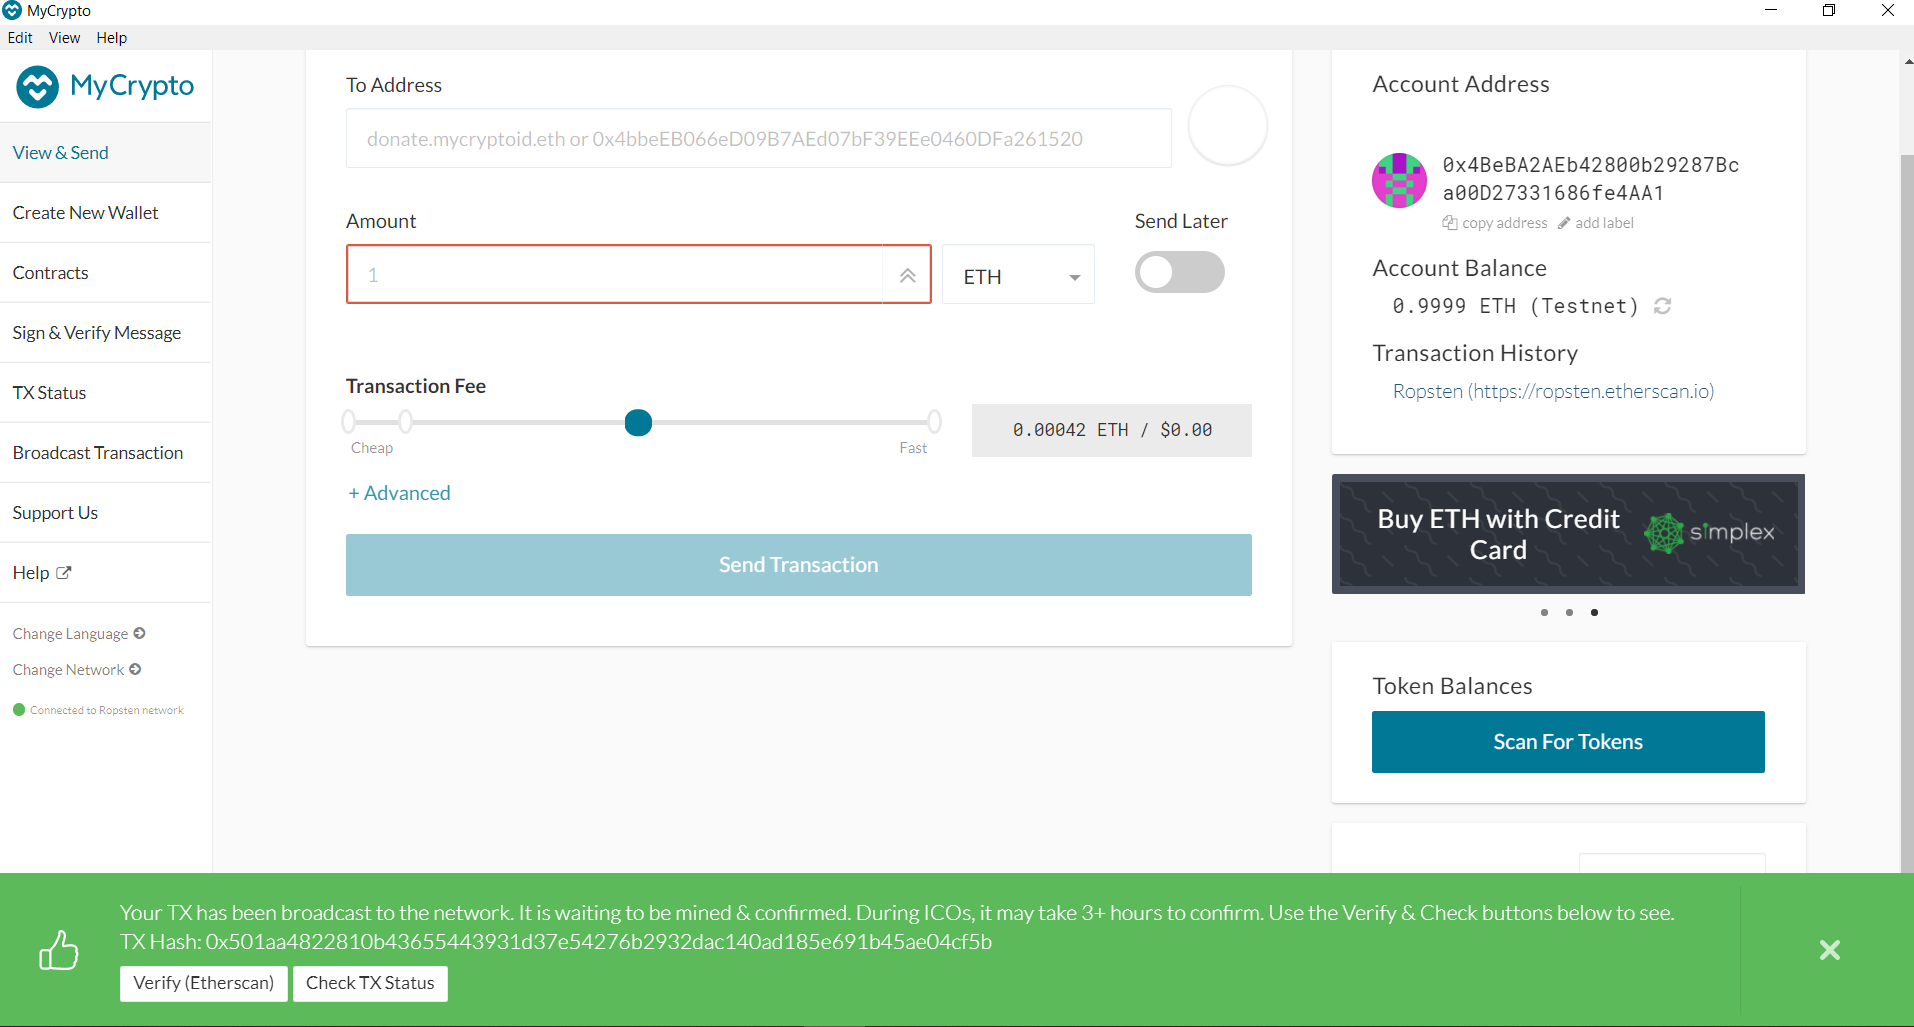 MyCrypto
Edit View Help
MyCrypto
View & Send
Create New Wallet
Contracts
Sign & Verify Message
TX Status
Broadcast Transaction
Support Us
Help
Change Language
Change Network
Connected to Ropsten network
To Address
donate.mycryptoid.eth or 0x4bbeEB066eD09B7AEd07bF39EEe0460DFa261520
Amount
Send Later
1
ETH
Transaction Fee
Cheap
Fast
0.00042 ETH / $0.00
+ Advanced
Send Transaction
Account Address
0x4BeBA2AEb42800b29287Bc
a00D27331686fe4AA1
copy address add label
Account Balance
0.9999 ETH (Testnet)
Transaction History
Ropsten (https://ropsten.etherscan.io)
Buy ETH with Credit
Card
simplex
Token Balances
Scan For Tokens
Your TX has been broadcast to the network. It is waiting to be mined & confirmed. During ICOs, it may take 3+ hours to confirm. Use the Verify & Check buttons below to see.
TX Hash: 0x501aa4822810b43655443931d37e54276b2932dac140ad185e691b45ae04cf5b
Verify (Etherscan)
Check TX Status